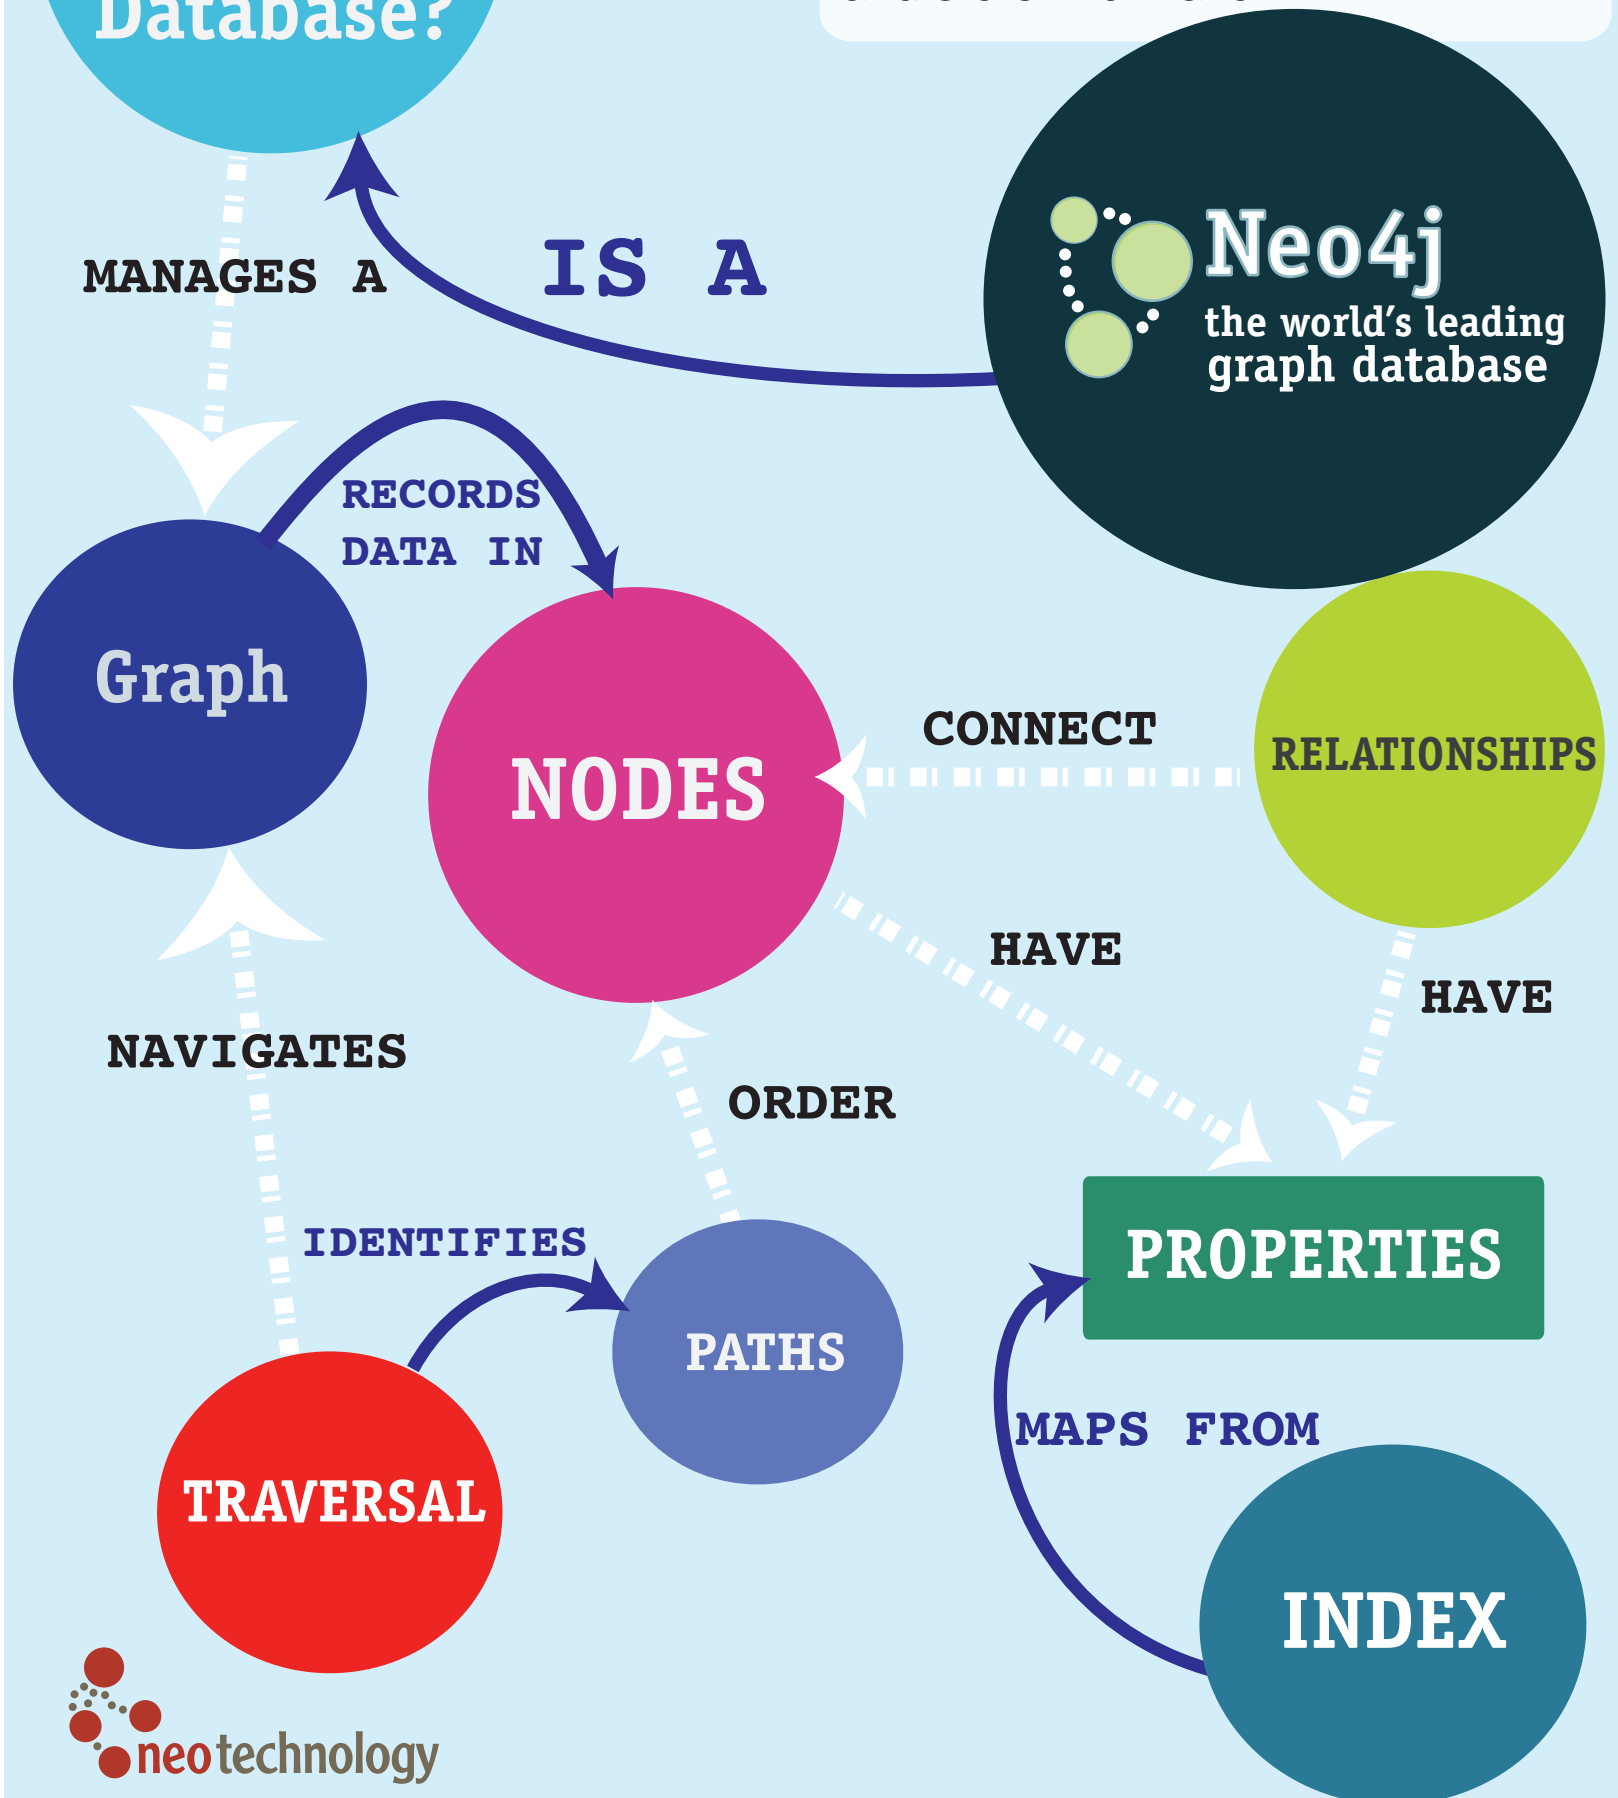 Database?
IS A
Neo4j
the world's leading
graph database
MANAGES A
RECORDS
DATA IN
Graph
NODES
CONNECT
RELATIONSHIPS
HAVE
HAVE
NAVIGATES
ORDER
IDENTIFIES
PROPERTIES
PATHS
MAPS FROM
TRAVERSAL
INDEX
neotechnology